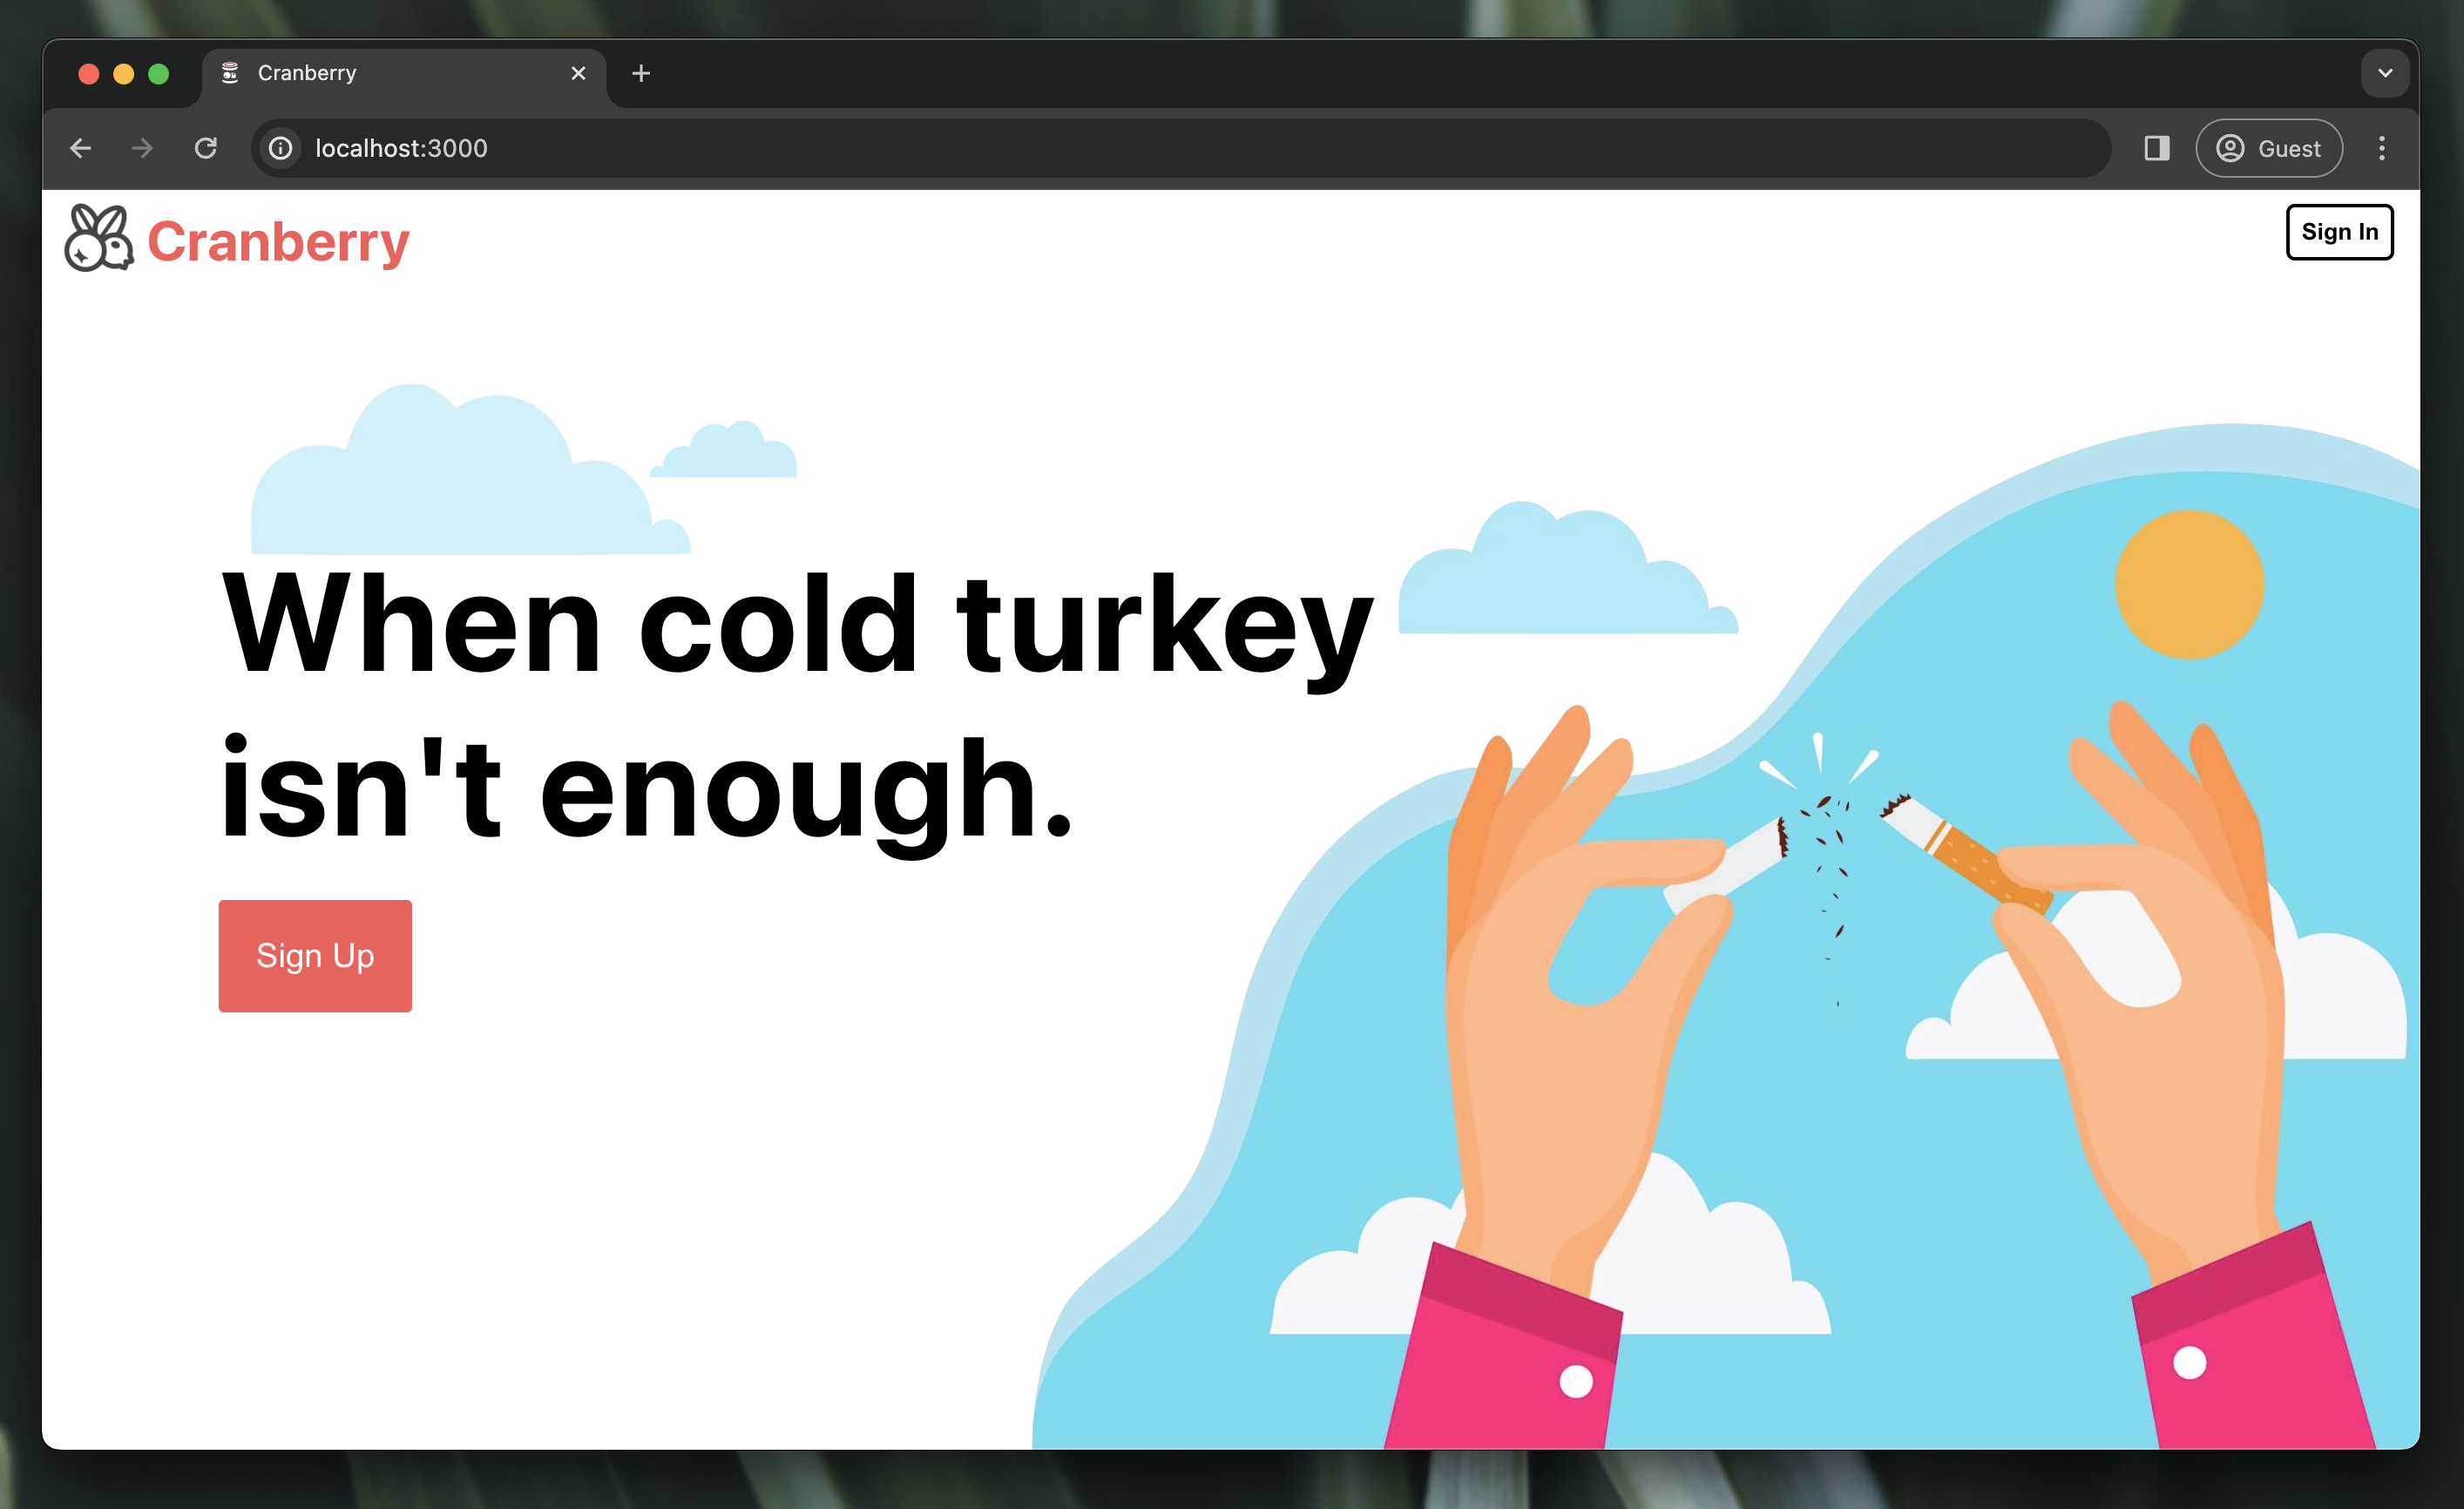 Cranberry
localhost:3000
Guest
Cranberry
Sign In
When cold turkey
isn't enough.
Sign Up